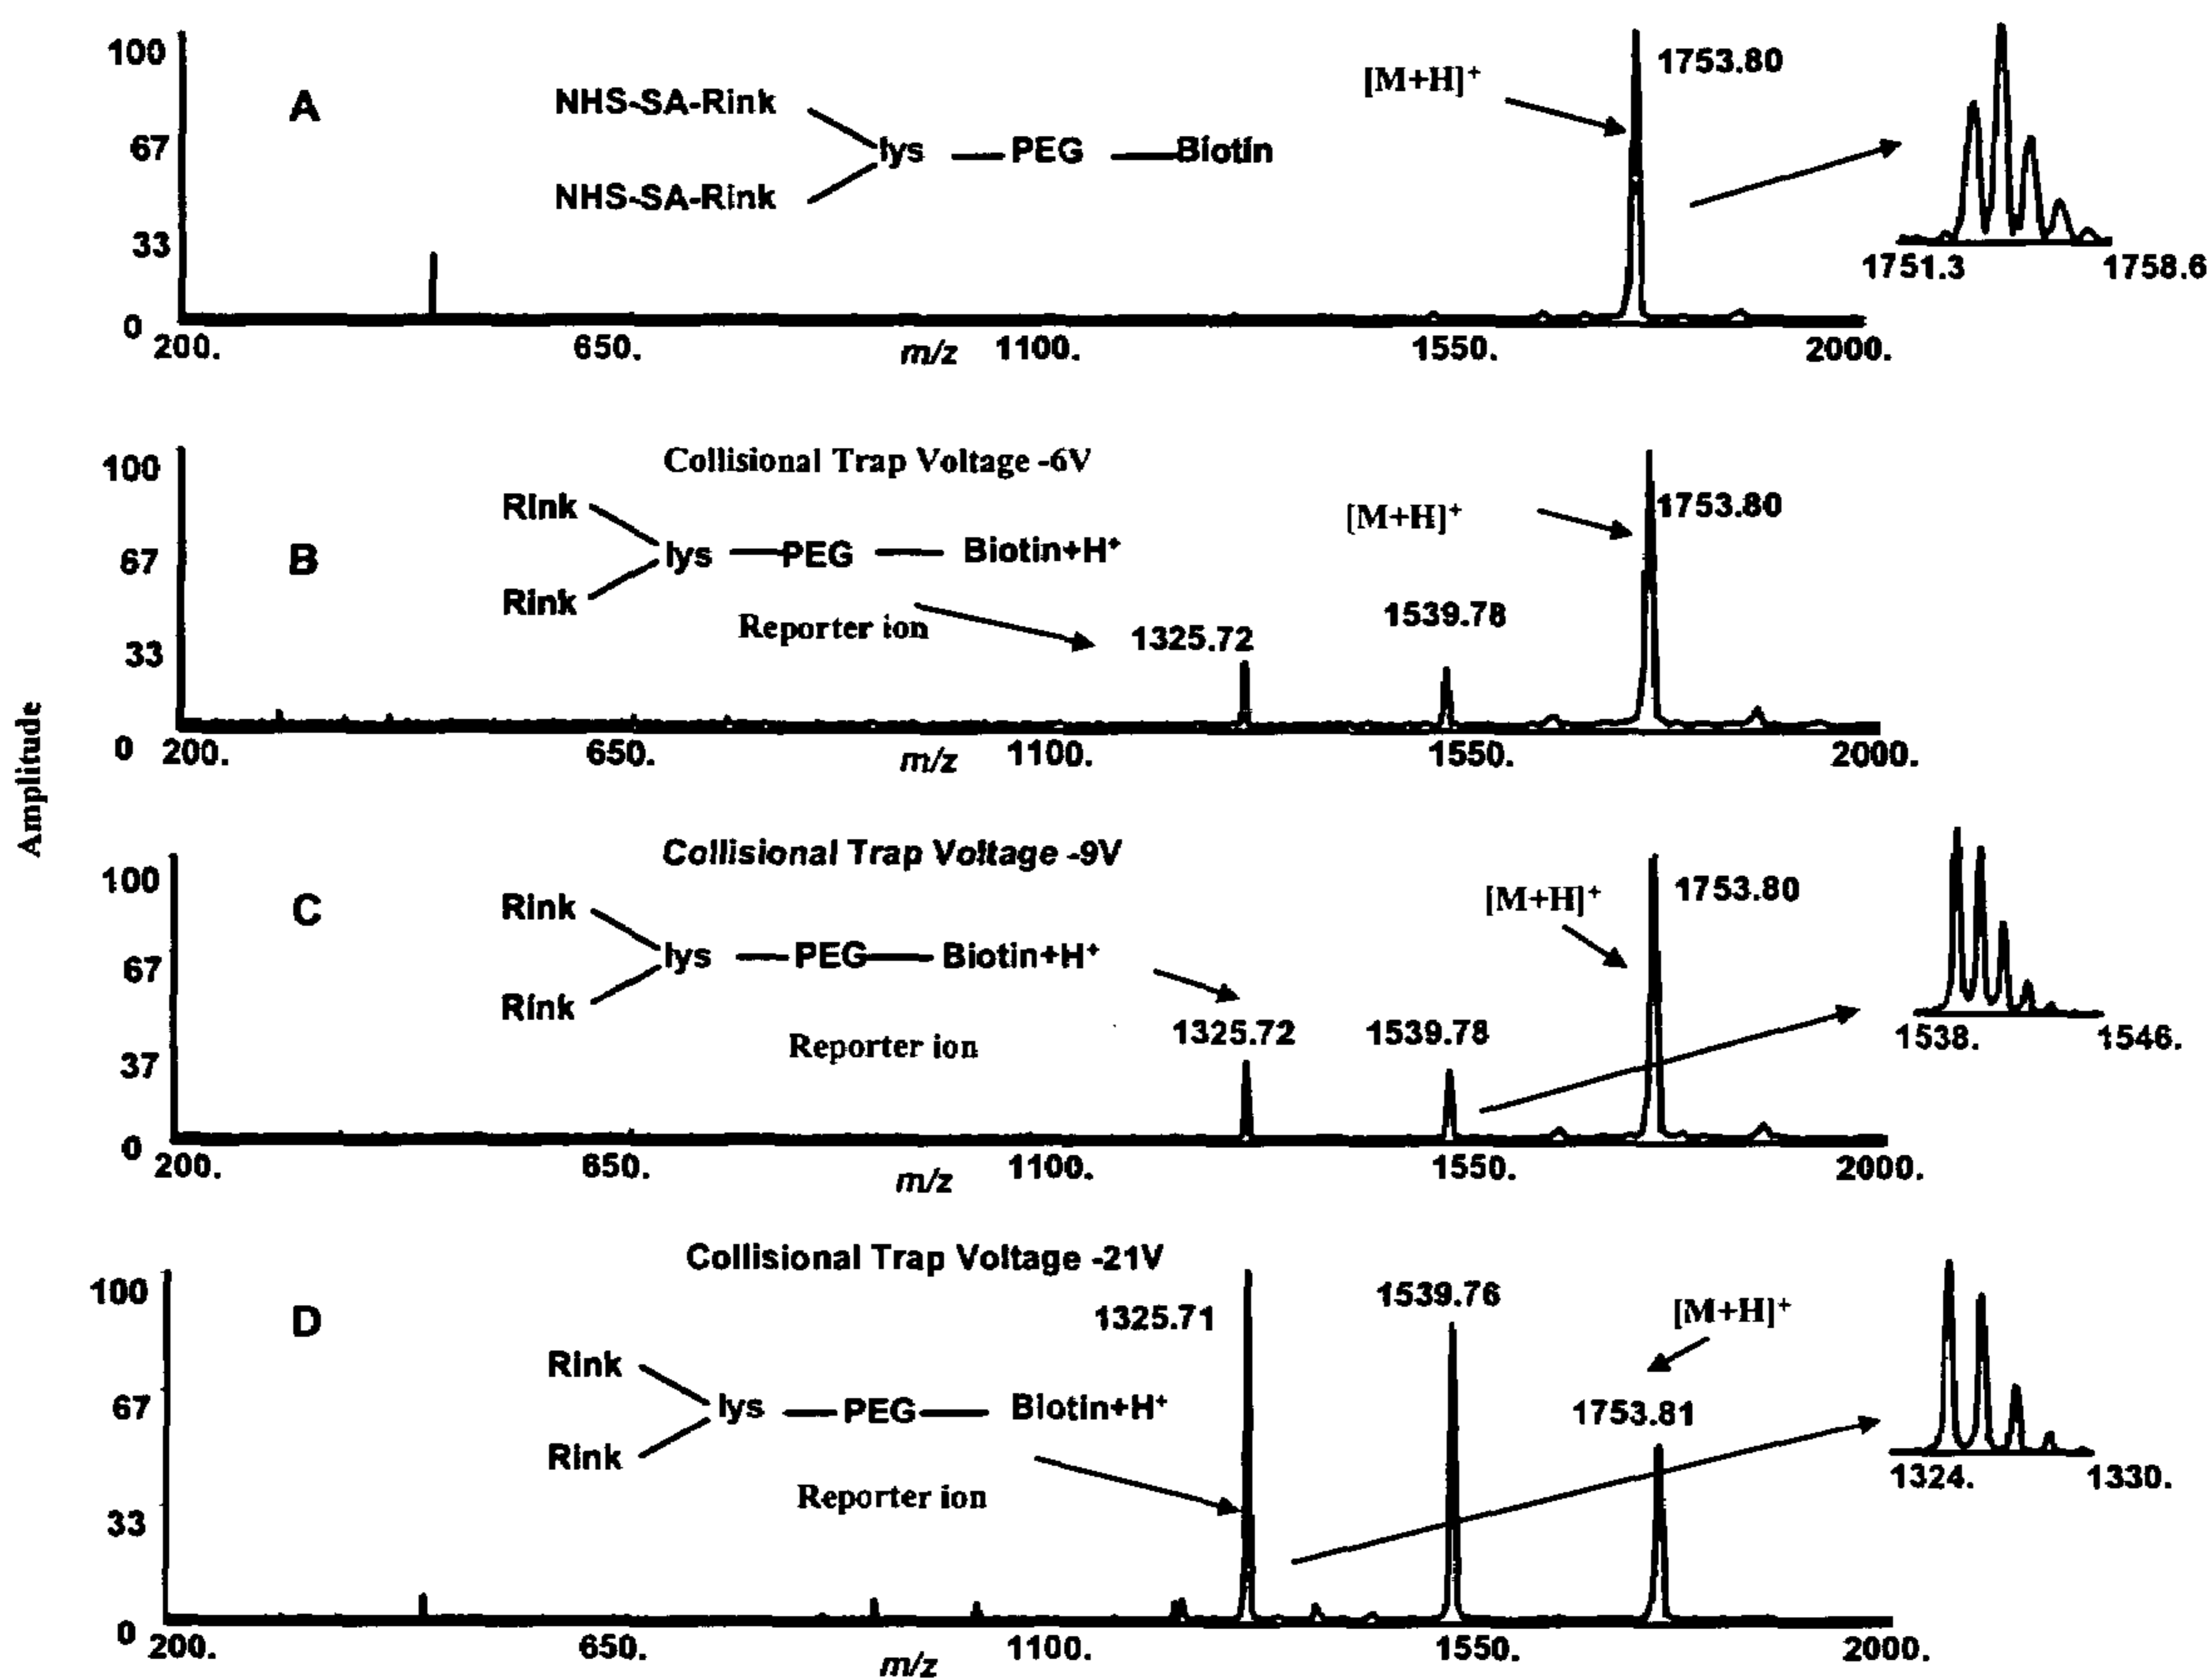 Amplitude
100
67
33
0
A
NHS-SA-Rink
NHS-SA-Rink
lys
PEG
Biotin
[M+H]+
1753.80
1751.3
1758.6
200.
650.
m/z
1100.
1550.
2000.
Collisional Trap Voltage -6V
100
67
33
0
B
Rink
Rink
lys
PEG
Biotin+H+
Reporter ion
1325.72
1539.78
[M+H]+
1753.80
200.
650.
m/z
1100.
1550.
2000.
Collisional Trap Voltage -9V
100
67
37
0
C
Rink
Rink
lys
PEG
Biotin+H+
Reporter ion
1325.72
1539.78
[M+H]+
1753.80
1538.
1546.
200.
650.
m/z
1100.
1550.
2000.
Collisional Trap Voltage -21V
100
67
33
0
D
Rink
Rink
lys
PEG
Biotin+H+
Reporter ion
1325.71
1539.76
[M+H]+
1753.81
1324.
1330.
200.
650.
m/z
1100.
1550.
2000.